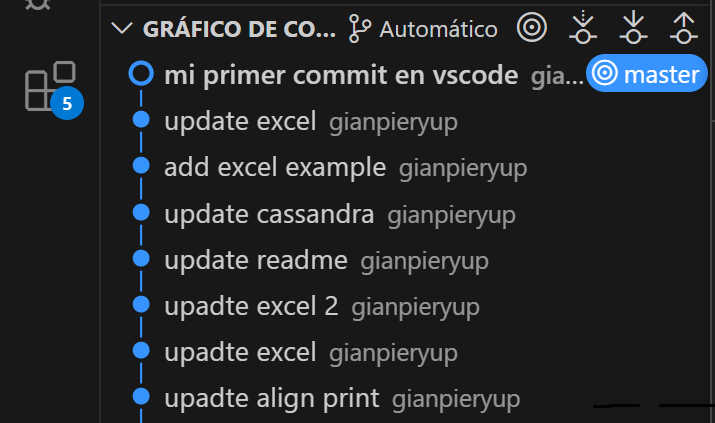 GRÁFICO DE CO... Automático
mi primer commit en vscode gia... master
update excel gianpieryup
add excel example gianpieryup
update cassandra gianpieryup
5
update readme gianpieryup
upadte excel 2 gianpieryup
upadte excel gianpieryup
upadte align print gianpieryup